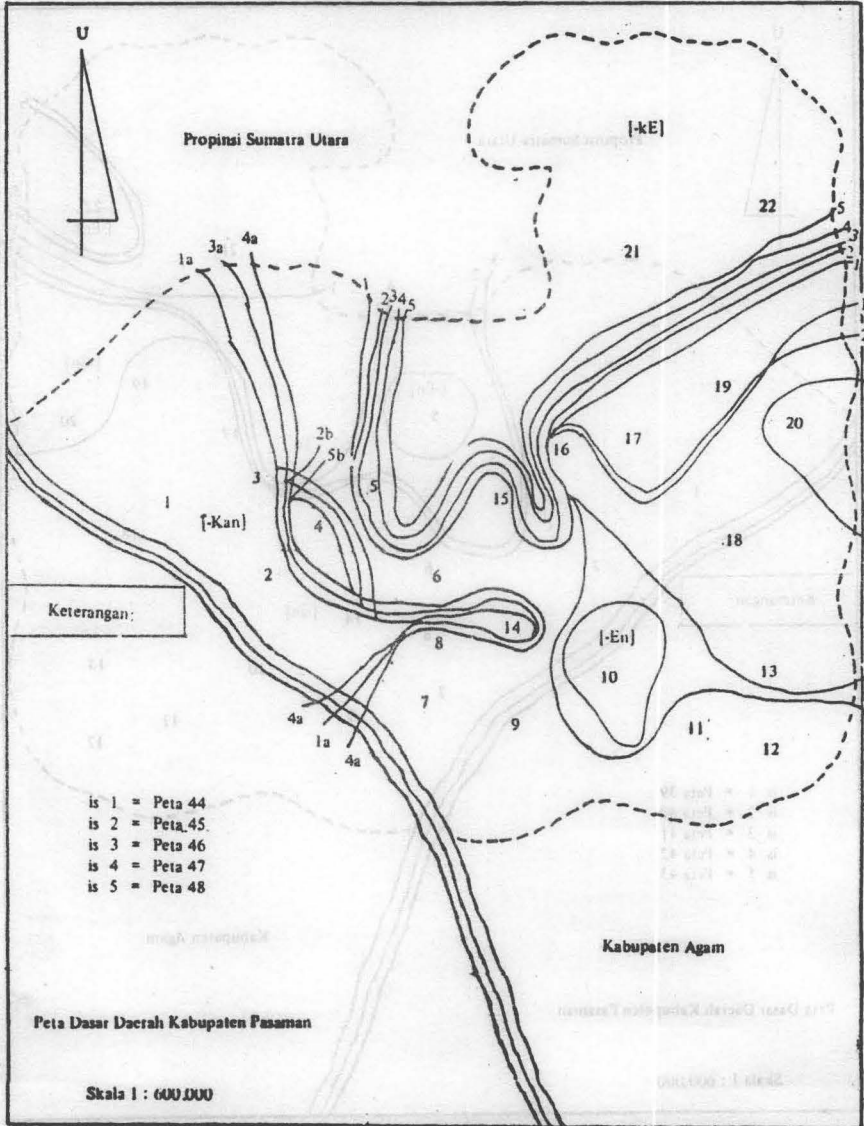 U
Propinsi Sumatra Utara
[-kE]
22
5
4
3
2
21
1a 3a 4a
2 3 4 5
19
20
17
16
2b
5b
3
5
15
1
[-Kan]
4
18
2
6
Keterangan:
14
[-En]
8
10
13
7
4a
9
11
1a
12
4a
is 1 = Peta 44
is 2 = Peta 45
is 3 = Peta 46
is 4 = Peta 47
is 5 = Peta 48
Kabupaten Agam
Peta Dasar Daerah Kabupaten Pasaman
Skala 1 : 600.000